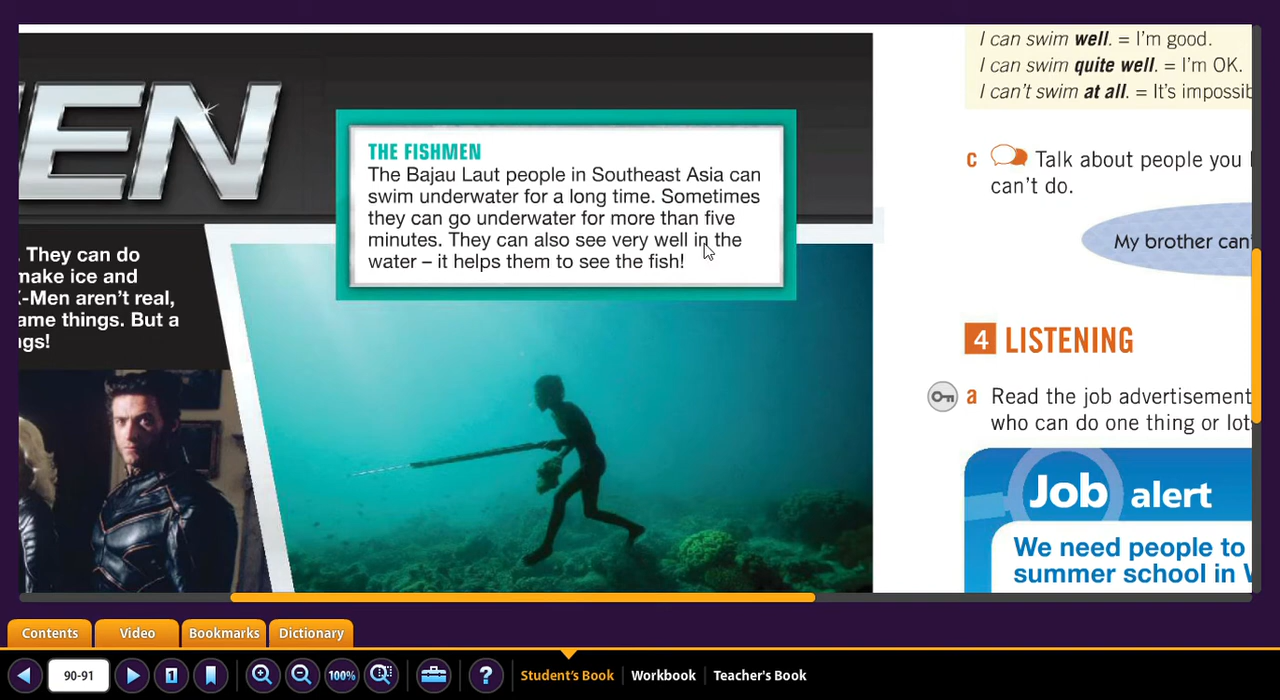 EN
THE FISHMEN
The Bajau Laut people in Southeast Asia can
swim underwater for a long time. Sometimes
they can go underwater for more than five
minutes. They can also see very well in the
water – it helps them to see the fish!
. They can do
make ice and
X-Men aren't real,
ame things. But a
ngs!
I can swim well. = I'm good.
I can swim quite well. = I'm OK.
I can't swim at all. = It's impossib
c Talk about people you
can't do.
My brother can'
4 LISTENING
a Read the job advertisement
who can do one thing or lot
Job alert
We need people to
summer school in
Contents Video Bookmarks Dictionary
90-91 1 100% ? Student's Book Workbook Teacher's Book